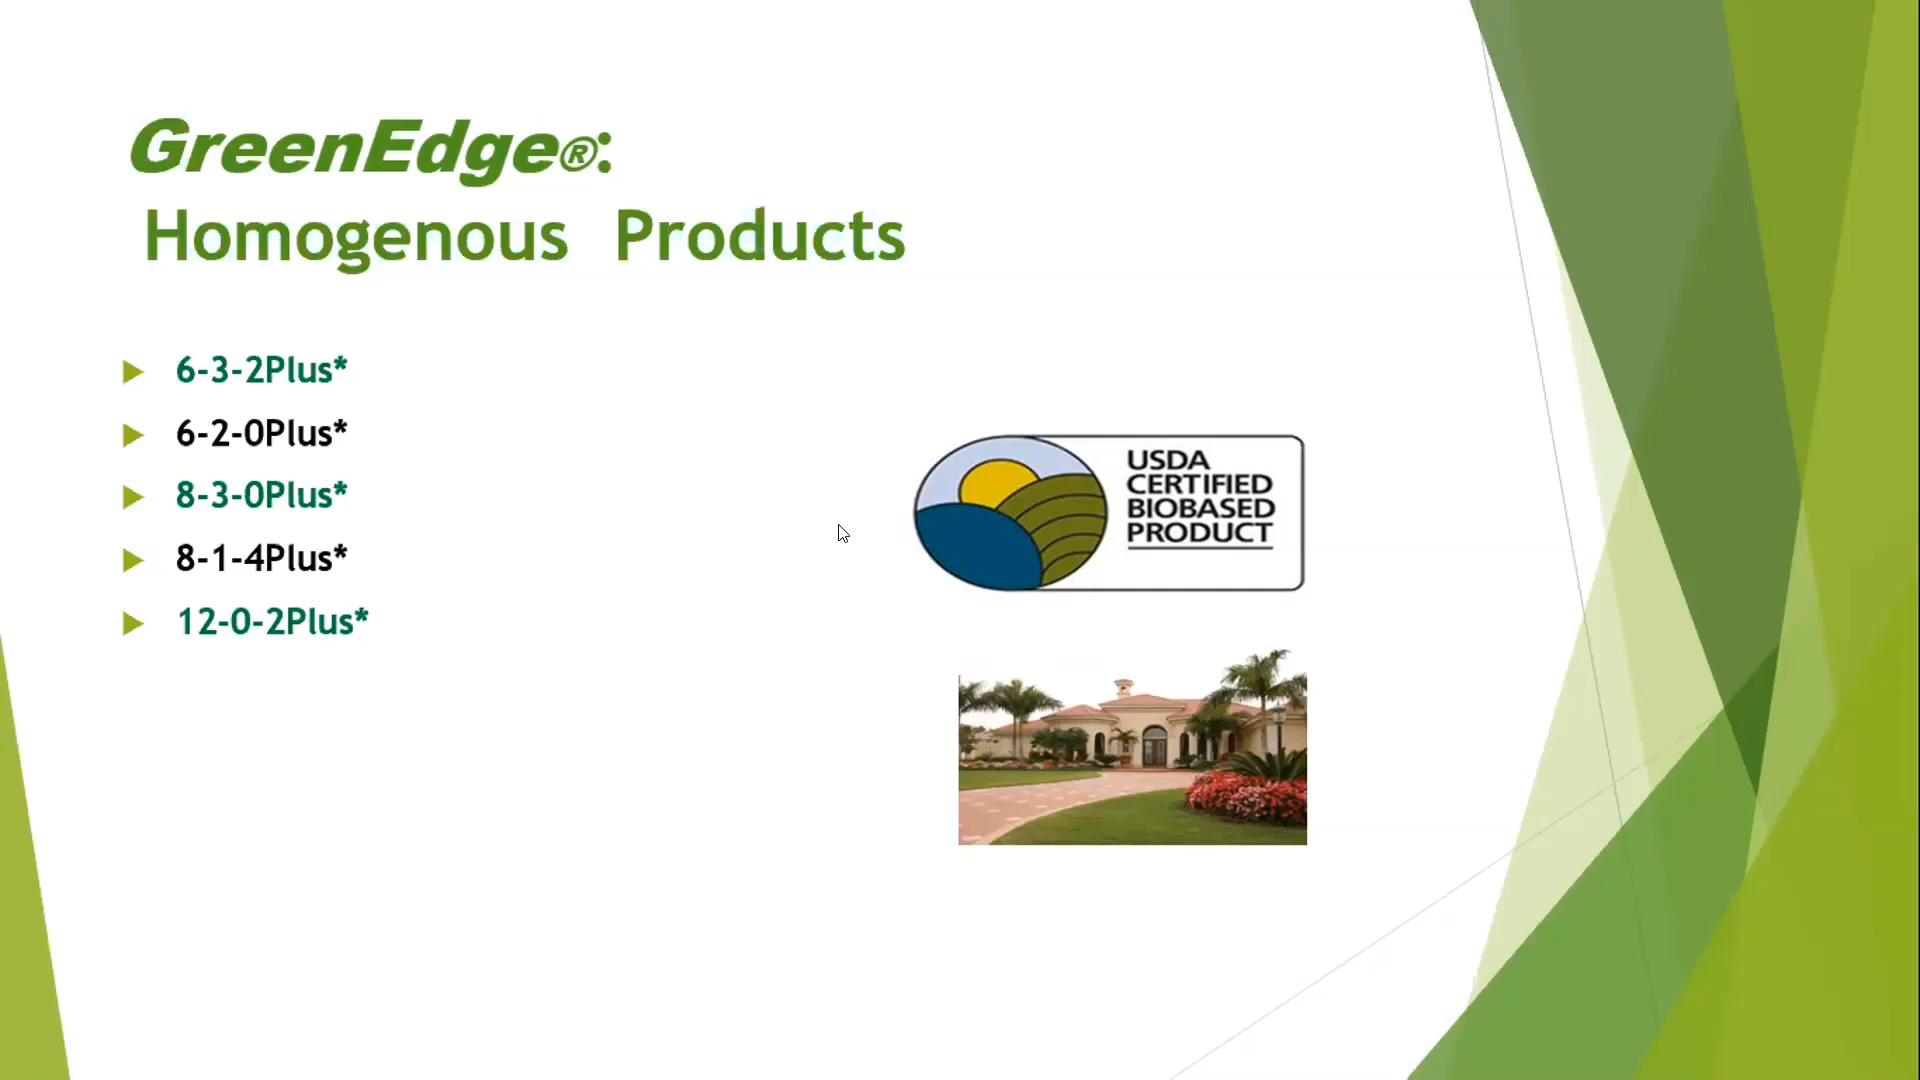 GreenEdge®:
Homogenous Products
6-3-2Plus*
6-2-0Plus*
8-3-0Plus*
8-1-4Plus*
12-0-2Plus*
USDA
CERTIFIED
BIOBASED
PRODUCT